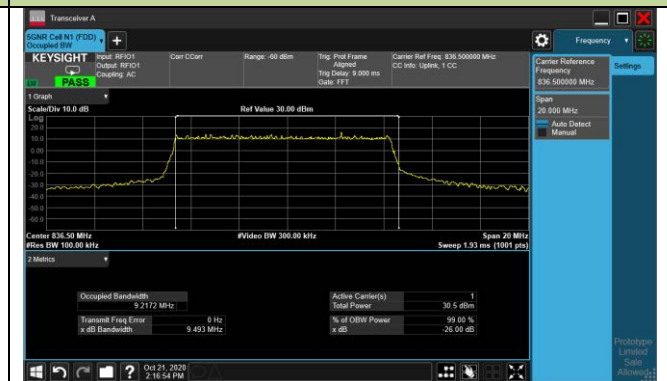 Transceiver A
5GNR Cell N1 (FDD)
Occupied BW
Frequency
KEYSIGHT
PASS
Input: RFIO1
Output: RFIO1
Coupling: AC
Corr CCorr
Range: -60 dBm
Trig: Prot Frame
Aligned
Trig Delay: 9.000 ms
Gate: FFT
Carrier Ref Freq: 836.500000 MHz
CC Info: Uplink, 1 CC
Carrier Reference
Frequency
836.500000 MHz
Settings
Span
20.000 MHz
Auto Detect
Manual
1 Graph
Scale/Div 10.0 dB
Ref Value 30.00 dBm
Log
20.0
10.0
0.00
-10.0
-20.0
-30.0
-40.0
-50.0
-60.0
Center 836.50 MHz
#Video BW 300.00 kHz
Span 20 MHz
#Res BW 100.00 kHz
Sweep 1.93 ms (1001 pts)
2 Metrics
Occupied Bandwidth
9.2172 MHz
Active Carrier(s) 1
Total Power 30.5 dBm
Transmit Freq Error 0 Hz
% of OBW Power 99.00 %
x dB Bandwidth 9.493 MHz
x dB -26.00 dB
Prototype
Limited
Sale
Allowed
Oct 21, 2020
2:16:54 PM